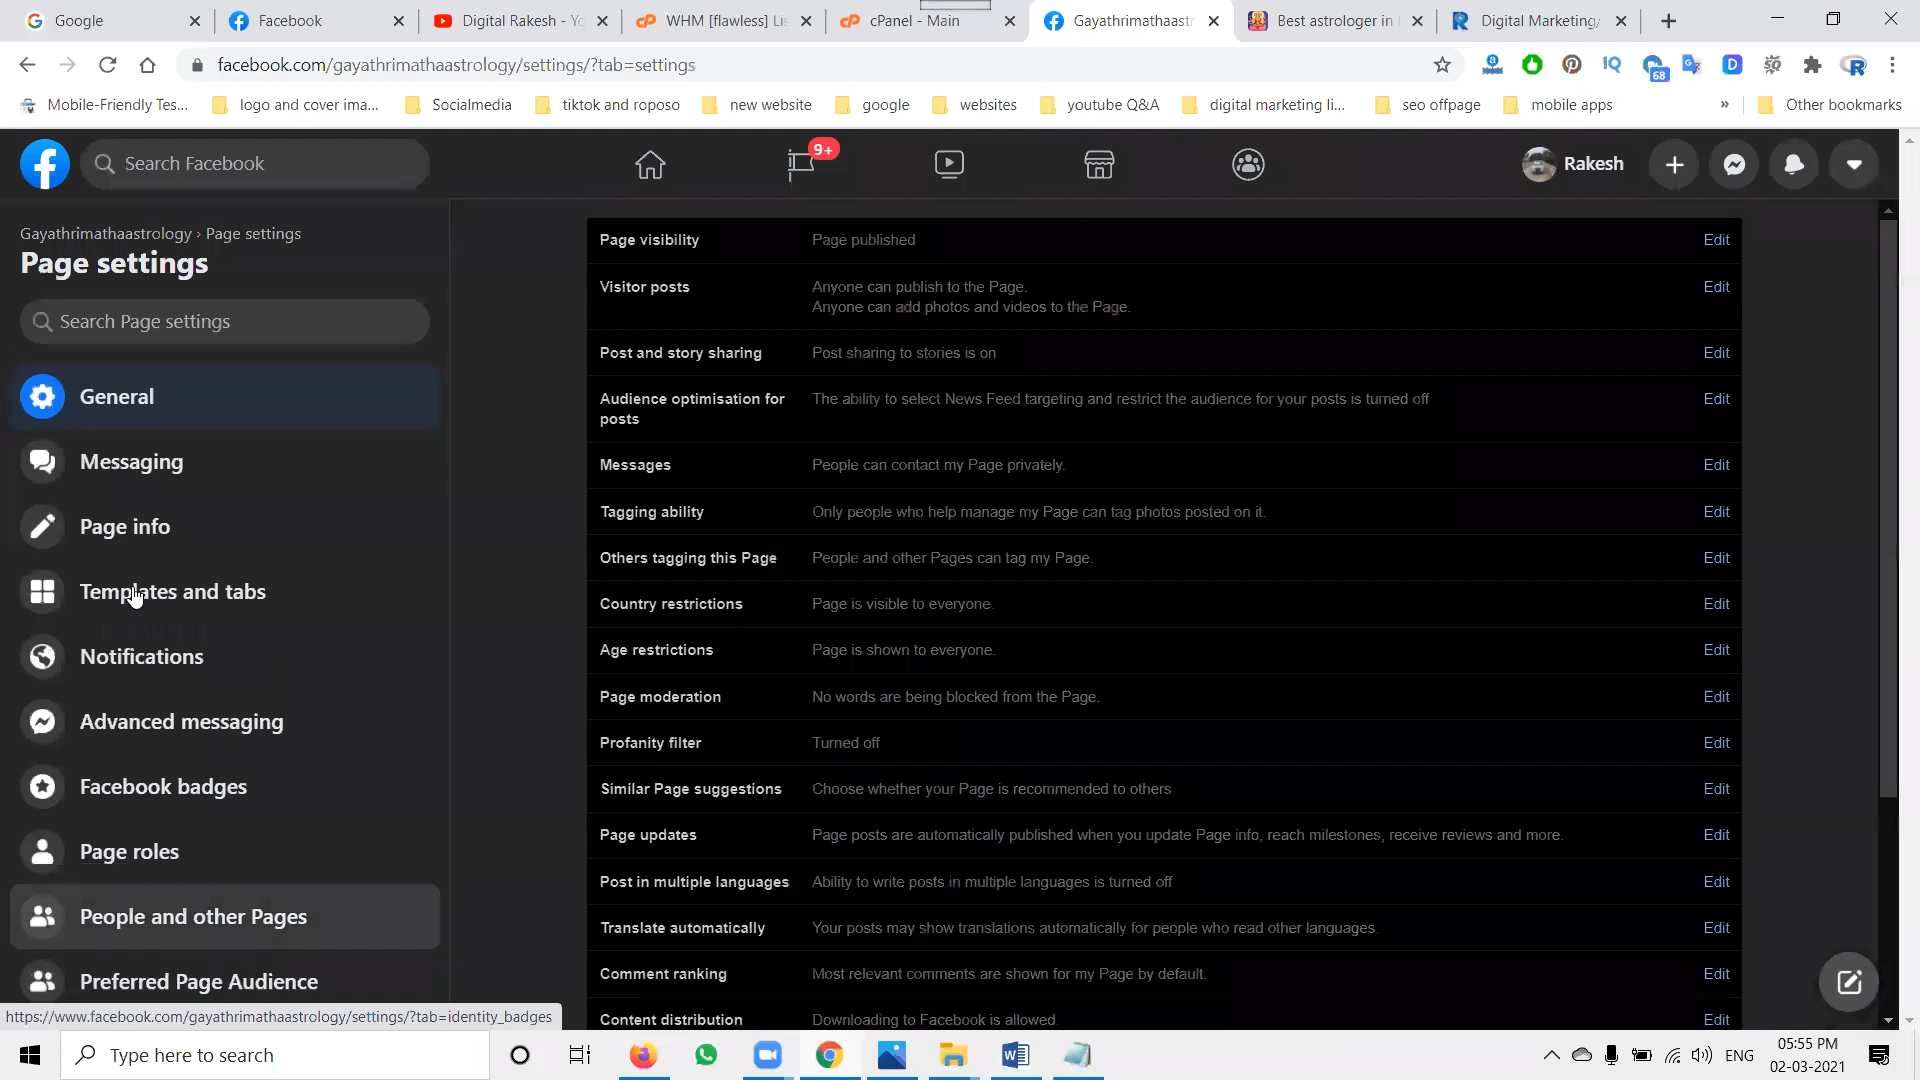 Google
Facebook
Digital Rakesh - Yo
WHM [flawless] Lis
cPanel - Main
Gayathrimathaastr
Best astrologer in
Digital Marketing/
facebook.com/gayathrimathaastrology/settings/?tab=settings
68
Mobile-Friendly Tes...
logo and cover ima...
Socialmedia
tiktok and roposo
new website
google
websites
youtube Q&A
digital marketing li...
seo offpage
mobile apps
»
Other bookmarks
Search Facebook
9+
Rakesh
Gayathrimathaastrology › Page settings
Page settings
Search Page settings
General
Messaging
Page info
Templates and tabs
Notifications
Advanced messaging
Facebook badges
Page roles
People and other Pages
Preferred Page Audience
Page visibility Page published Edit
Visitor posts Anyone can publish to the Page. Edit
Anyone can add photos and videos to the Page.
Post and story sharing Post sharing to stories is on Edit
Audience optimisation for The ability to select News Feed targeting and restrict the audience for your posts is turned off Edit
posts
Messages People can contact my Page privately. Edit
Tagging ability Only people who help manage my Page can tag photos posted on it. Edit
Others tagging this Page People and other Pages can tag my Page. Edit
Country restrictions Page is visible to everyone. Edit
Age restrictions Page is shown to everyone. Edit
Page moderation No words are being blocked from the Page. Edit
Profanity filter Turned off Edit
Similar Page suggestions Choose whether your Page is recommended to others Edit
Page updates Page posts are automatically published when you update Page info, reach milestones, receive reviews and more. Edit
Post in multiple languages Ability to write posts in multiple languages is turned off Edit
Translate automatically Your posts may show translations automatically for people who read other languages. Edit
Comment ranking Most relevant comments are shown for my Page by default. Edit
Content distribution Downloading to Facebook is allowed. Edit
https://www.facebook.com/gayathrimathaastrology/settings/?tab=identity_badges
Type here to search
ENG
05:55 PM
02-03-2021